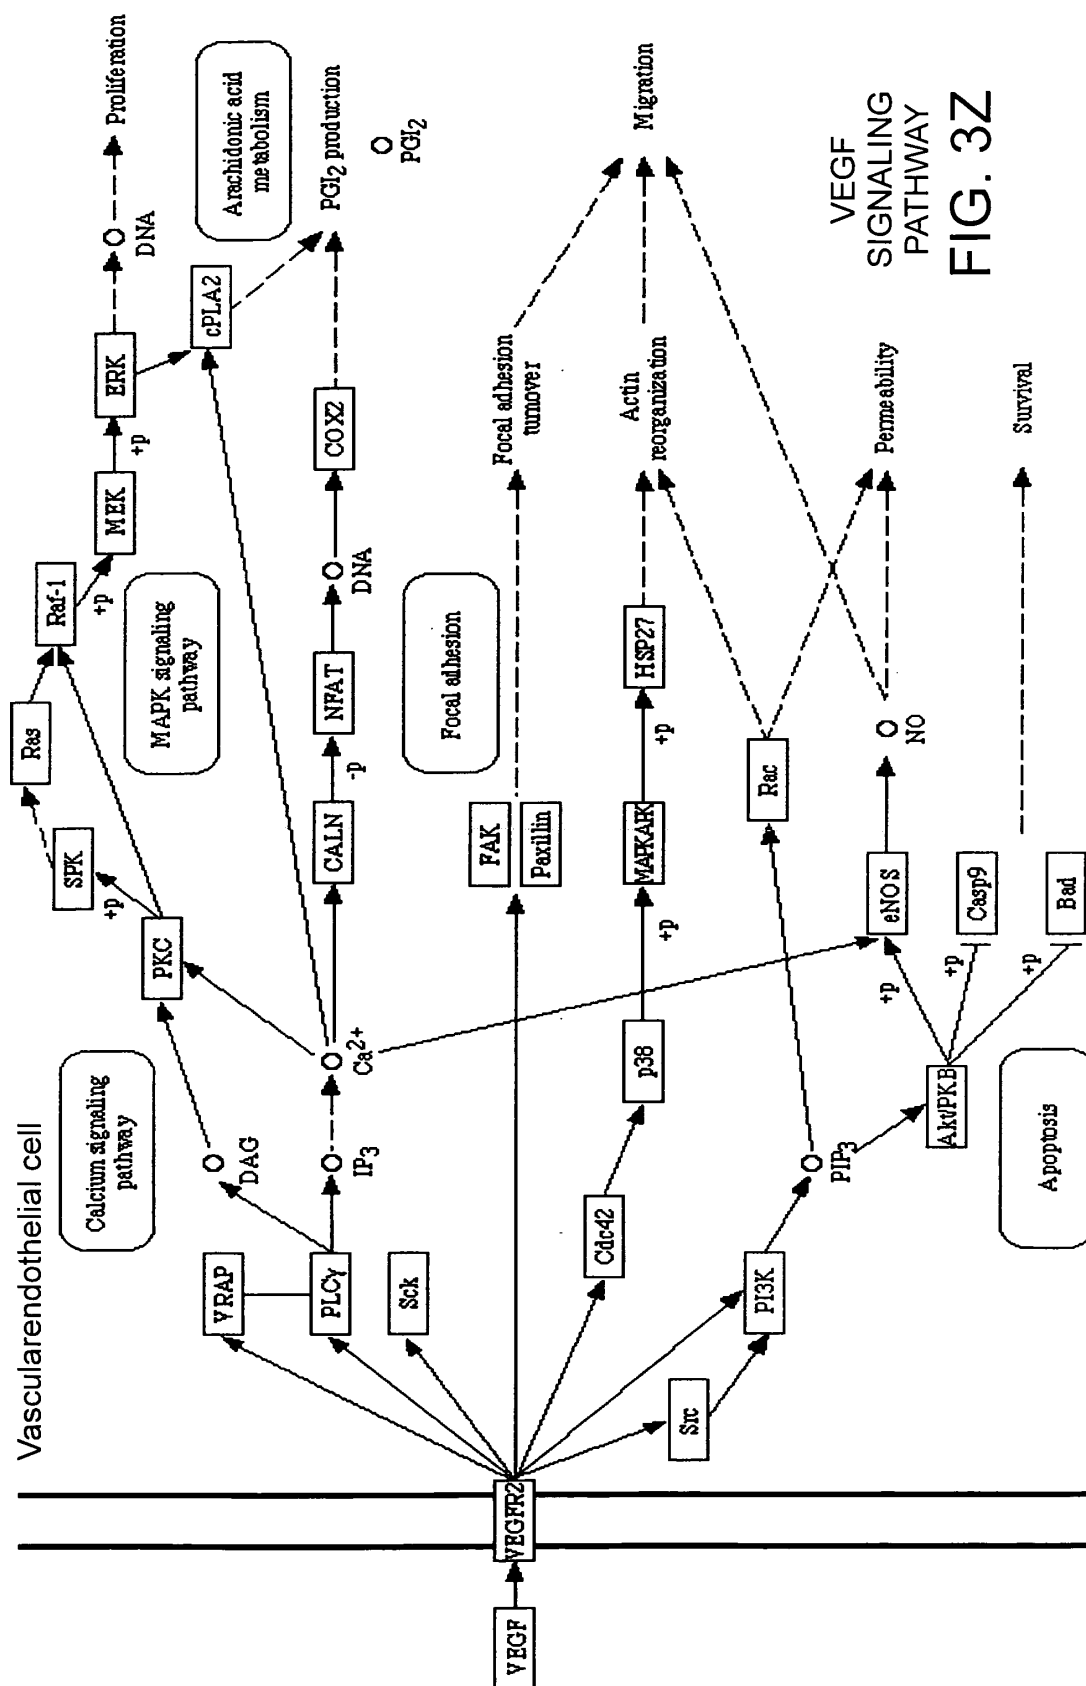 Vascularendothelial cell
VEGF
VEGFR2
VRAP
PLCγ
Sck
Src
Cdc42
PI3K
Calcium signaling
pathway
DAG
IP3
Ca2+
PKC
+p
SPK
Ras
Raf-1
+p
MEK
+p
ERK
DNA
Proliferation
MAPK signaling
pathway
cPLA2
Arachidonic acid
metabolism
CALN
-p
NFAT
DNA
COX2
PGI2 production
PGI2
Focal adhesion
FAK
Paxillin
Focal adhesion
turnover
p38
+p
MAPKAPK
+p
HSP27
Actin
reorganization
Migration
PIP3
Rac
Akt/PKB
+p
+p
+p
eNOS
Casp9
Bad
NO
Permeability
Survival
Apoptosis
VEGF
SIGNALING
PATHWAY
FIG. 3Z